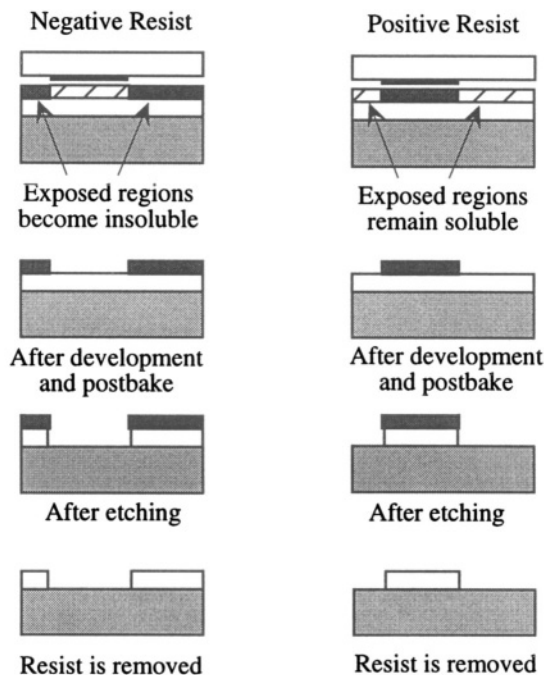 Negative Resist
Exposed regions
become insoluble
After development
and postbake
After etching
Resist is removed
Positive Resist
Exposed regions
remain soluble
After development
and postbake
After etching
Resist is removed